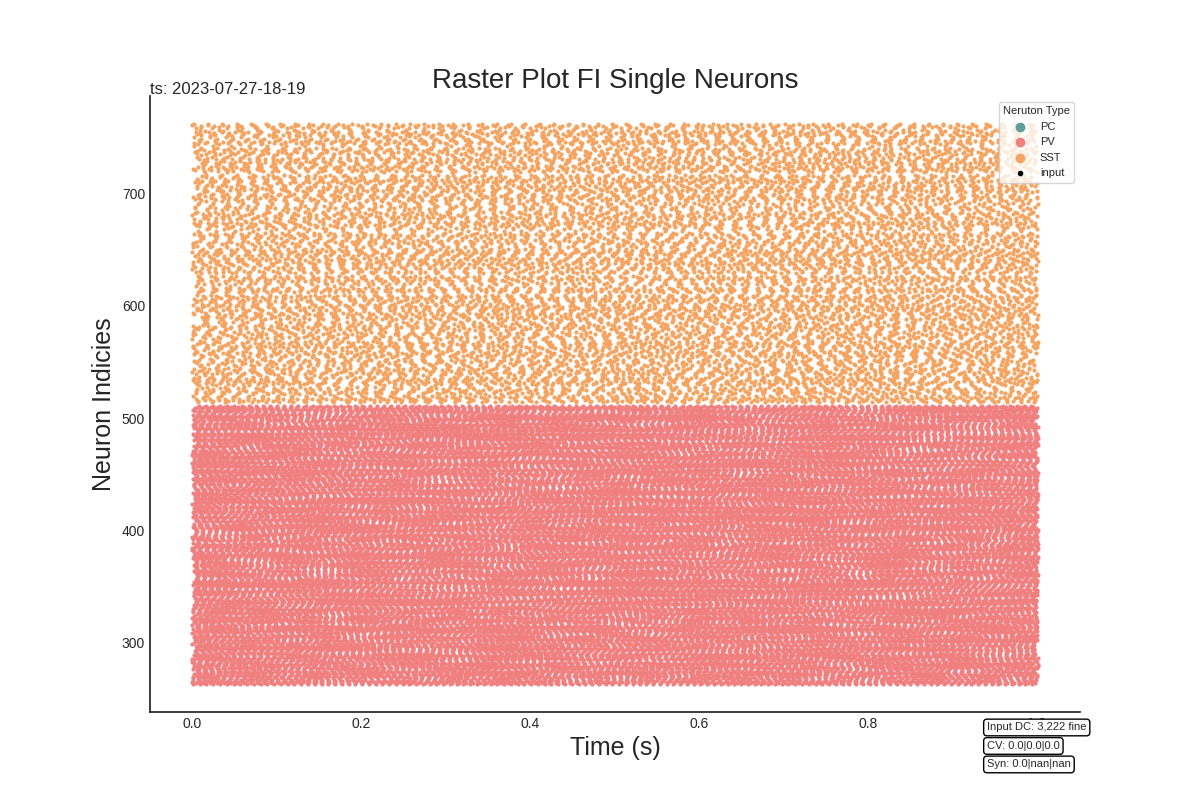 Raster Plot FI Single Neurons
ts: 2023-07-27-18-19
Neruton Type
PC
PV
SST
input
700
600
500
400
300
Neuron Indicies
0.0 0.2 0.4 0.6 0.8
Time (s)
Input DC: 3,222 fine
CV: 0.0|0.0|0.0
Syn: 0.0|nan|nan